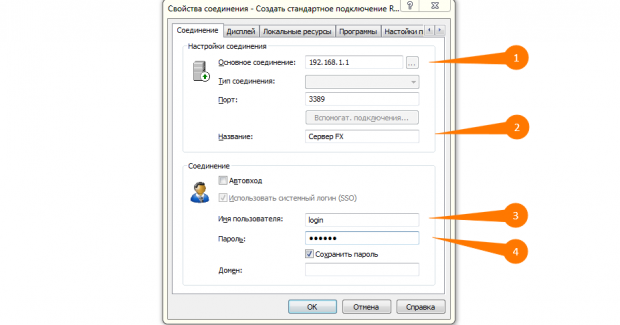 Свойства соединения - Создать стандартное подключение R...
Соединение Дисплей Локальные ресурсы Программы Настойки п
Настройки соединения
Основное соединение: 192.168.1.1 ... 1
Тип соединения:
Порт: 3389
Вспомогат. подключения...
Название: Сервер FX 2
Соединение
Автовход
Использовать системный логин (SSO)
Имя пользователя: login 3
Пароль: ●●●●●● 4
Сохранить пароль
Домен:
OK Отмена Справка